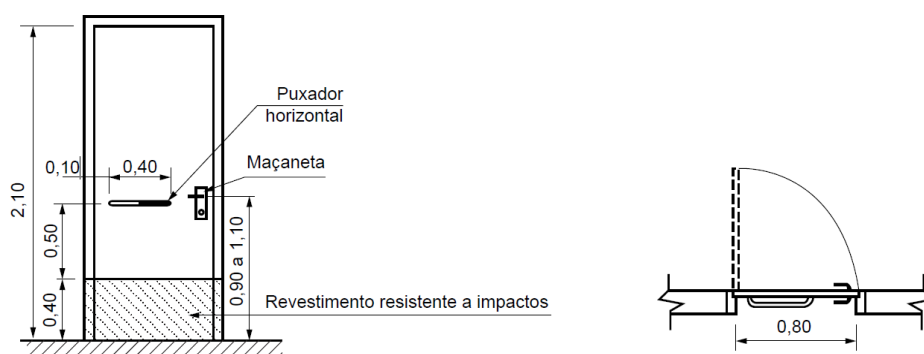 Puxador
horizontal
0,10
0,40
Maçaneta
2,10
0,50
0,90 a 1,10
0,40
Revestimento resistente a impactos
0,80